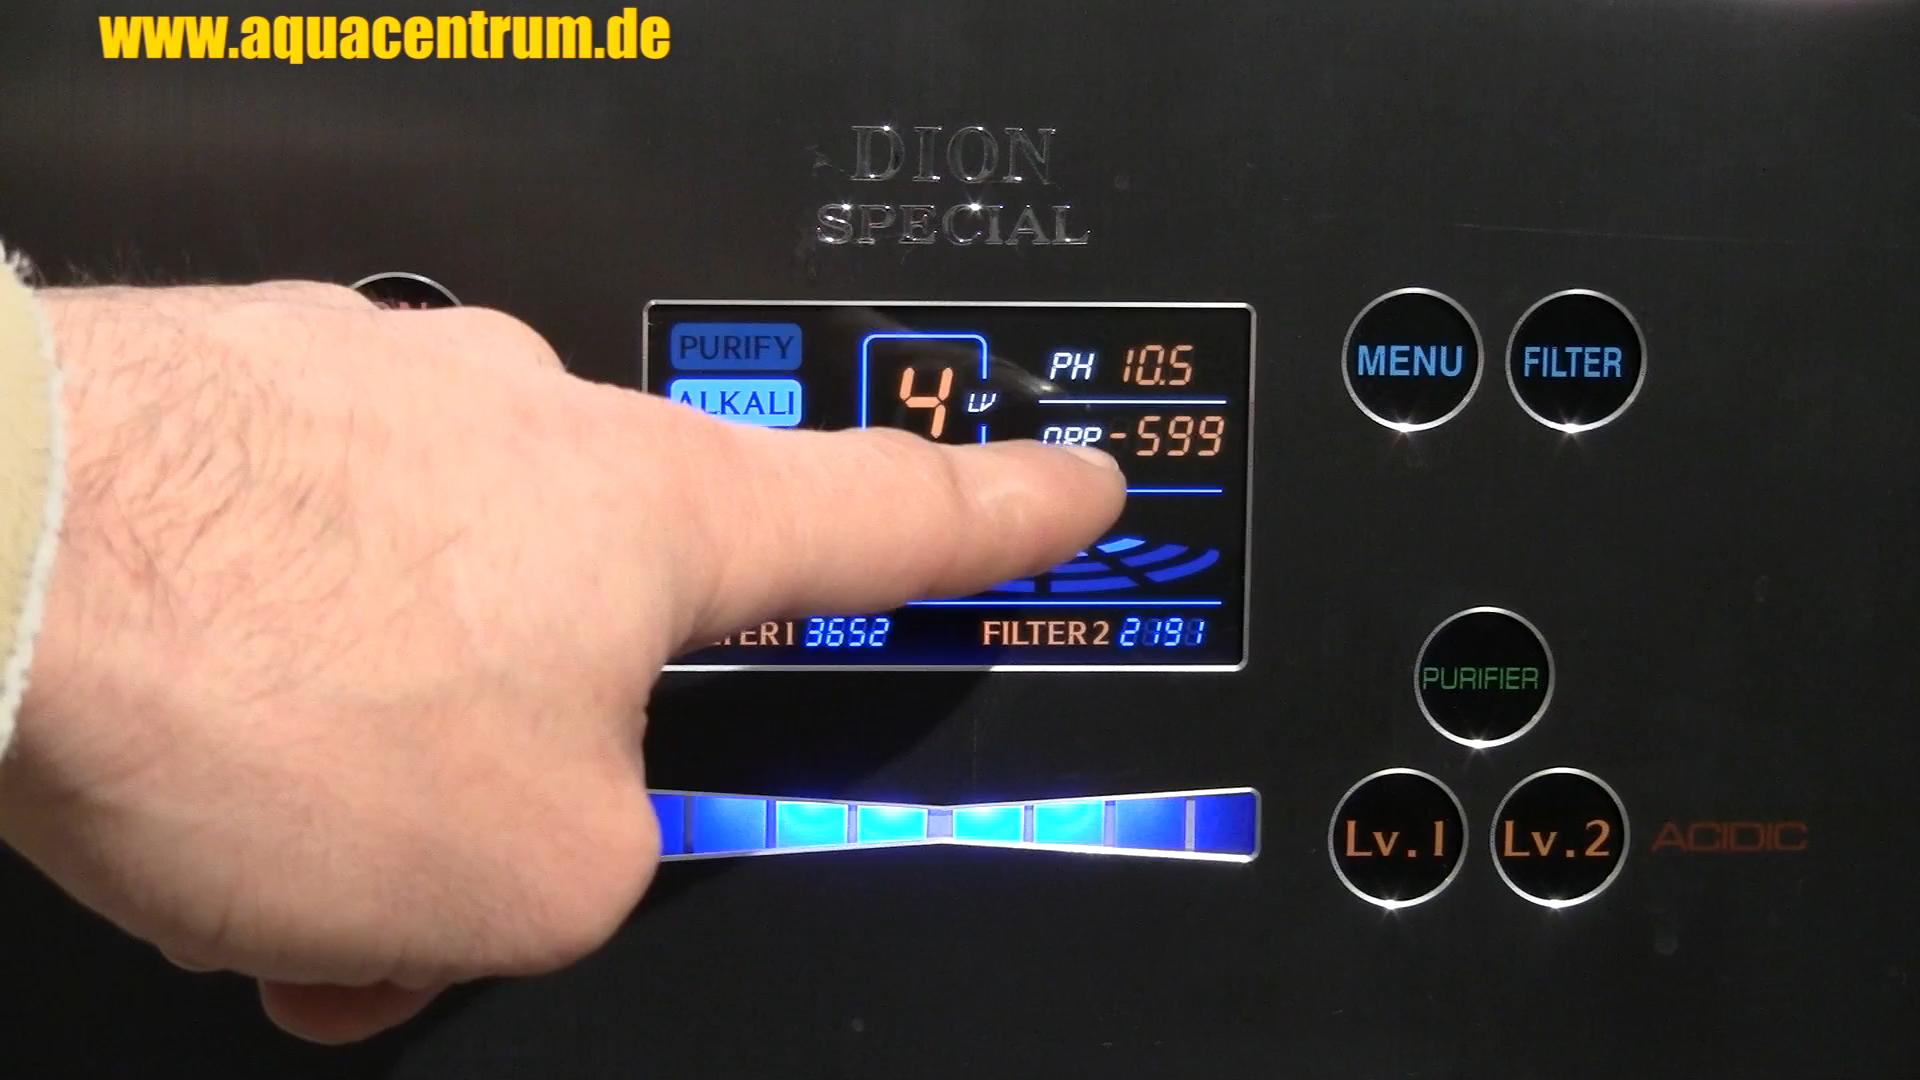 www.aquacentrum.de
DION
SPECIAL
PURIFY
ALKALI
4 LV
PH 10.5
ORP -599
3652
FILTER2 2191
MENU
FILTER
PURIFIER
Lv.1
Lv.2
ACIDIC